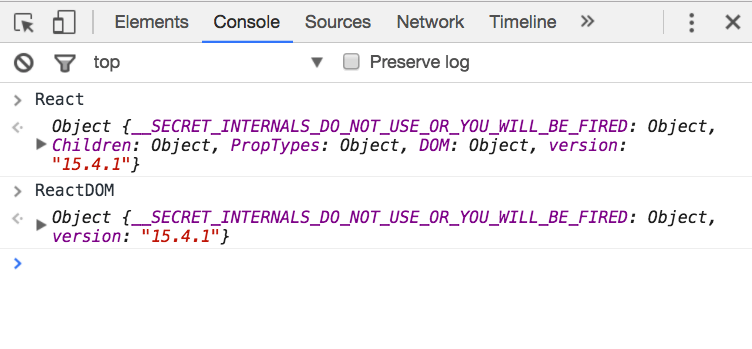 Elements Console Sources Network Timeline »
top Preserve log
> React
Object {__SECRET_INTERNALS_DO_NOT_USE_OR_YOU_WILL_BE_FIRED: Object,
Children: Object, PropTypes: Object, DOM: Object, version:
"15.4.1"}
> ReactDOM
Object {__SECRET_INTERNALS_DO_NOT_USE_OR_YOU_WILL_BE_FIRED: Object,
version: "15.4.1"}
>